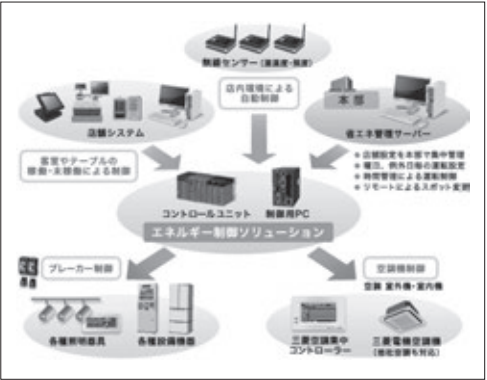 無線センサー(温湿度・照度)
店内環境による
自動制御
店舗システム
本部
省エネ管理サーバー
客室やテーブルの
稼働・未稼働による制御
店舗設定を本部で集中管理
曜日、例外日毎の運転設定
時間管理による運転制御
リモートによるスポット変更
コントロールユニット
制御用PC
エネルギー制御ソリューション
ブレーカー制御
空調機制御
空調 室外機・室内機
各種照明器具
各種設備機器
三菱空調集中
コントローラー
三菱電機空調機
(他社空調も対応)